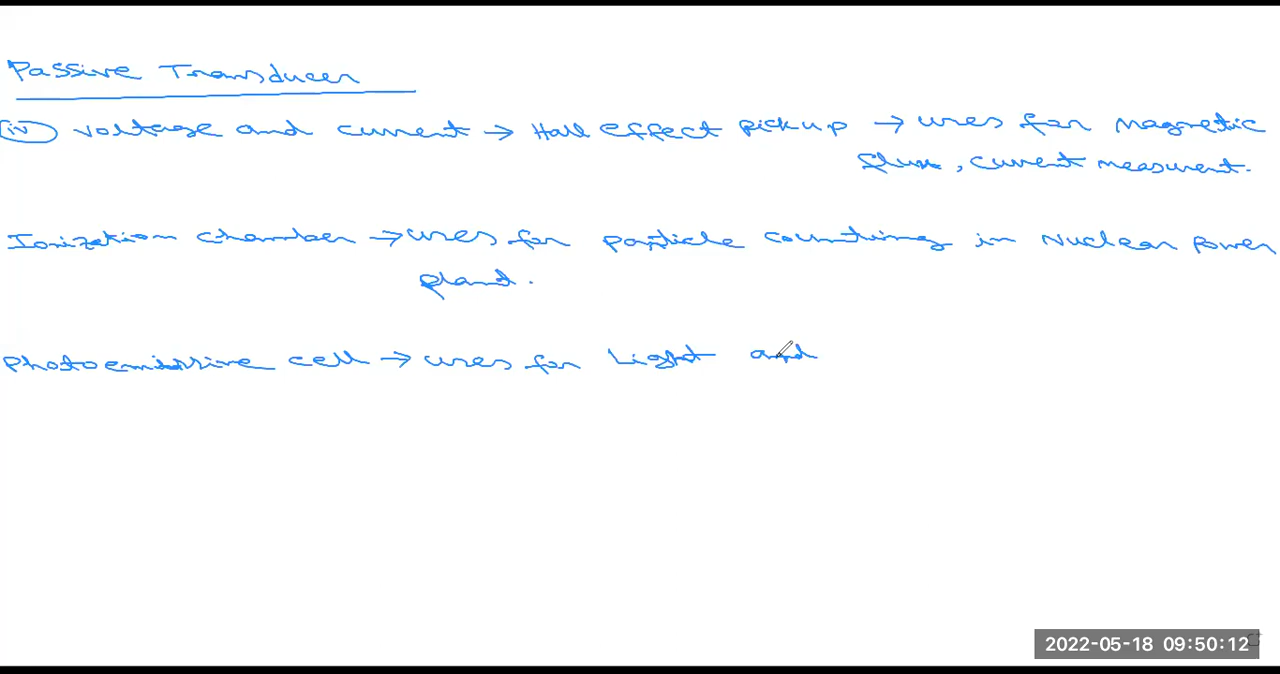 Passive Transducer
(iv) voltage and current → Hall effect pickup → uses for magnetic
flux, current measurent.
Ionization chamber → uses for particle counting in Nuclear power
plant.
Photoemissive cell → uses for Light and
2022-05-18 09:50:12